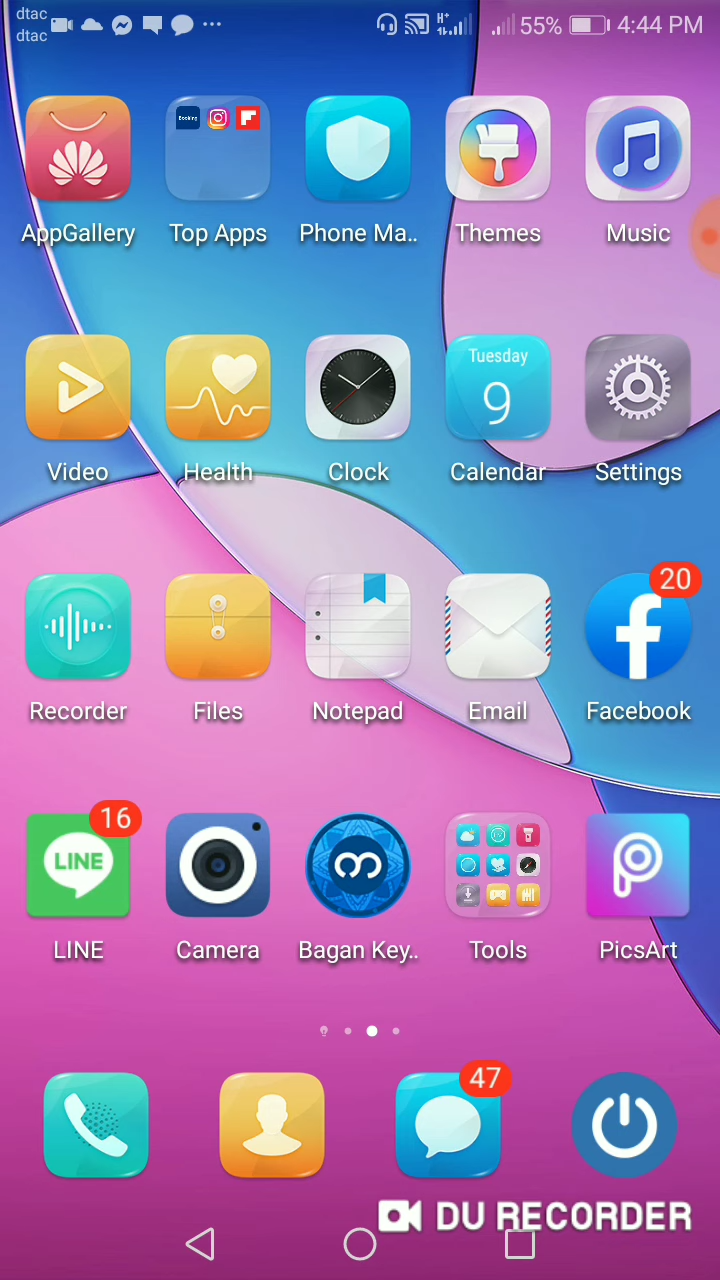 dtac
dtac
H+
55%
4:44 PM
Booking
AppGallery
Top Apps
Phone Ma..
Themes
Music
Tuesday
9
Video
Health
Clock
Calendar
Settings
20
Recorder
Files
Notepad
Email
Facebook
16
LINE
LINE
Camera
Bagan Key..
Tools
PicsArt
47
DU RECORDER